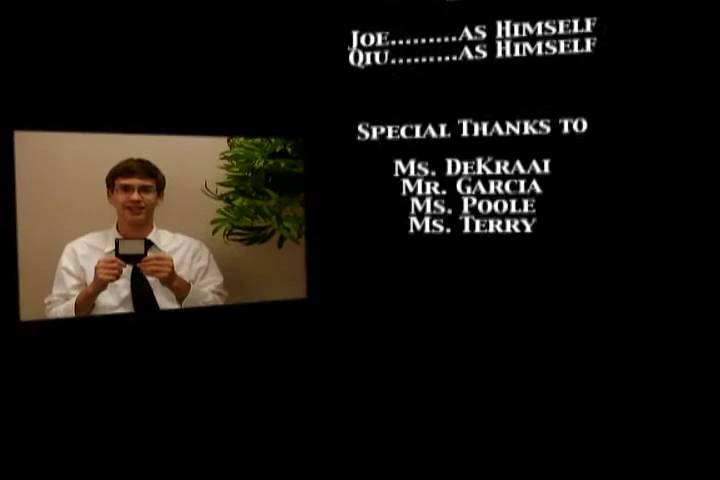 Joe.........as Himself
Qiu.........as Himself
Special Thanks to
Ms. DeKraai
Mr. Garcia
Ms. Poole
Ms. Terry